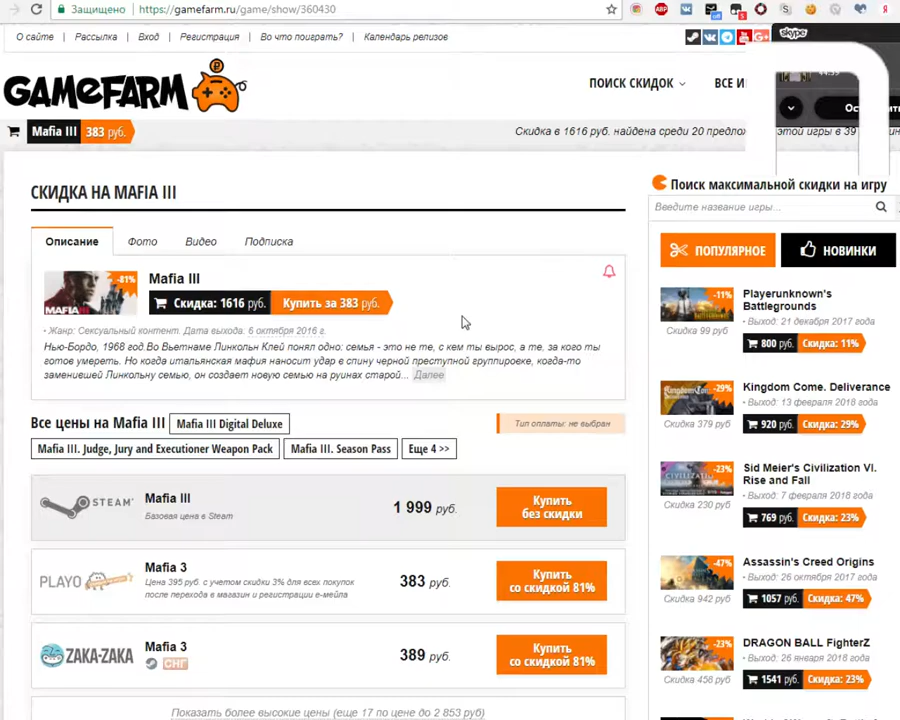 Защищено https://gamefarm.ru/game/show/360430
О сайте Рассылка Вход Регистрация Во что поиграть? Календарь релизов
skype
GAMEFARM ПОИСК СКИДОК
Mafia III 383 руб. Скидка в 1616 руб. найдена среди 20 этой игры в 39
СКИДКА НА MAFIA III
Описание Фото Видео Подписка
-81%
Mafia III
Скидка: 1616 руб. Купить за 383 руб.
• Жанр: Сексуальный контент. Дата выхода: 6 октября 2016 г.
Нью-Бордо, 1968 год Во Вьетнаме Линкольн Клей понял одно: семья - это не те, с кем ты вырос, а те, за кого ты
готов умереть. Но когда итальянская мафия наносит удар в спину черной преступной группировке, когда-то
заменившей Линкольну семью, он создает новую семью на руинах старой... Далее
Все цены на Mafia III Mafia III Digital Deluxe Тип оплаты: не выбран
Mafia III. Judge, Jury and Executioner Weapon Pack Mafia III. Season Pass Еще 4 >>
STEAM Mafia III
Базовая цена в Steam
1 999 руб.
Купить
без скидки
PLAYO Mafia 3
Цена 395 руб. с учетом скидки 3% для всех покупок
после перехода в магазин и регистрации е-мейла
383 руб.
Купить
со скидкой 81%
ZAKA-ZAKA Mafia 3
СНГ
389 руб.
Купить
со скидкой 81%
Показать более высокие цены (еще 17 по цене до 2 853 руб)
Поиск максимальной скидки на игру
Введите название игры...
ПОПУЛЯРНОЕ НОВИНКИ
-11%
Скидка 99 руб
Playerunknown's
Battlegrounds
• Выход: 21 декабря 2017 года
800 руб. Скидка: 11%
-29%
Скидка 379 руб
Kingdom Come. Deliverance
• Выход: 13 февраля 2018 года
920 руб. Скидка: 29%
-23%
Скидка 230 руб
Sid Meier's Civilization VI.
Rise and Fall
• Выход: 7 февраля 2018 года
769 руб. Скидка: 23%
-47%
Скидка 942 руб
Assassin's Creed Origins
• Выход: 26 октября 2017 года
1057 руб. Скидка: 47%
-23%
Скидка 458 руб
DRAGON BALL FighterZ
• Выход: 26 января 2018 года
1541 руб. Скидка: 23%